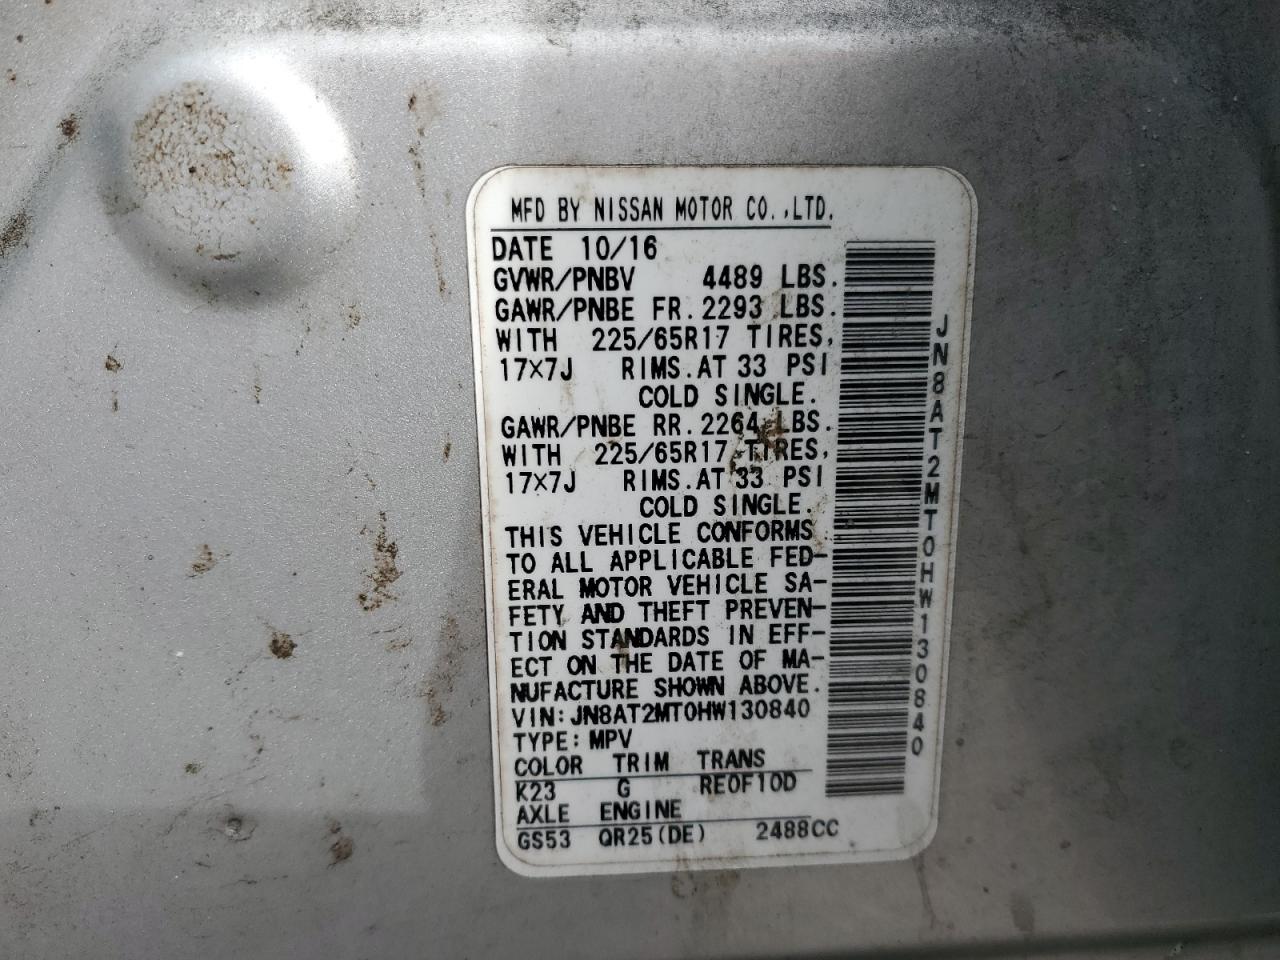 MFD BY NISSAN MOTOR CO.,LTD.
DATE 10/16
GVWR/PNBV 4489 LBS.
GAWR/PNBE FR. 2293 LBS.
WITH 225/65R17 TIRES,
17×7J RIMS. AT 33 PSI
COLD SINGLE.
GAWR/PNBE RR. 2264 LBS.
WITH 225/65R17 TIRES,
17×7J RIMS. AT 33 PSI
COLD SINGLE.
THIS VEHICLE CONFORMS
TO ALL APPLICABLE FED-
ERAL MOTOR VEHICLE SA-
FETY AND THEFT PREVEN-
TION STANDARDS IN EFF-
ECT ON THE DATE OF MA-
NUFACTURE SHOWN ABOVE.
VIN: JN8AT2MT0HW130840
TYPE: MPV
COLOR TRIM TRANS
K23 G RE0F10D
AXLE ENGINE
GS53 QR25(DE) 2488CC
JN8AT2MT0HW130840